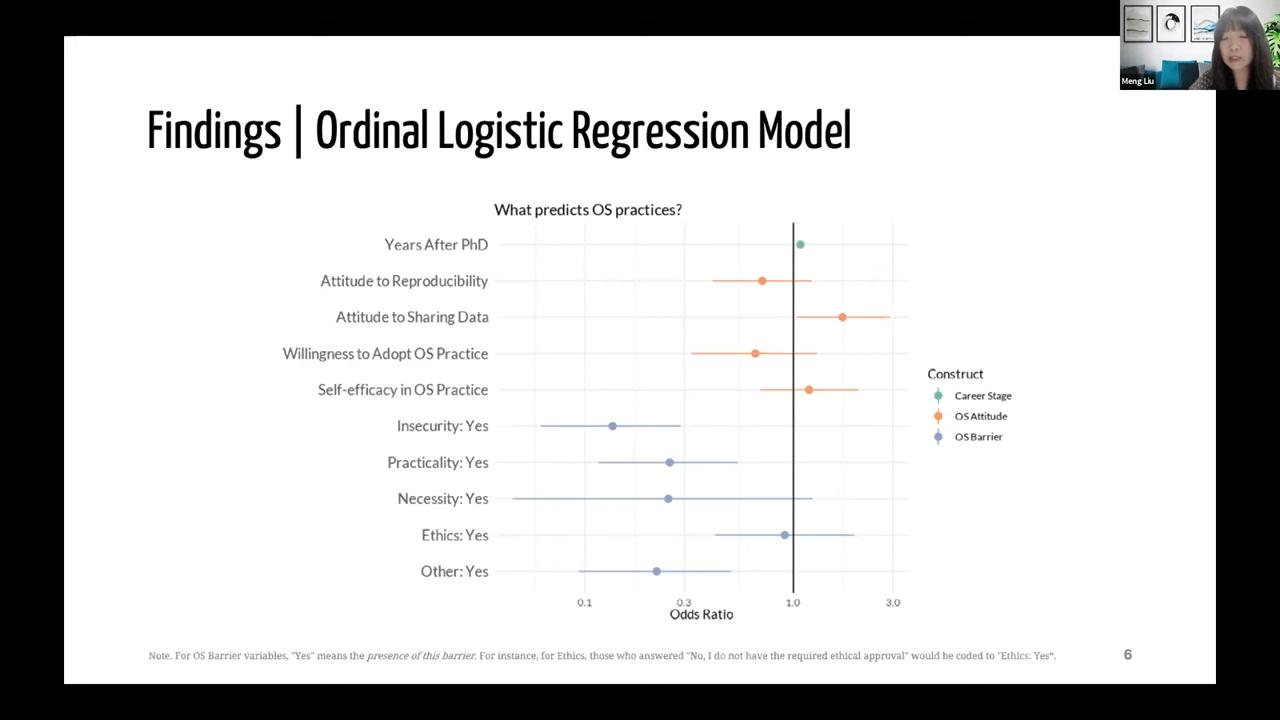 Meng Liu
Findings | Ordinal Logistic Regression Model
What predicts OS practices?
Years After PhD
Attitude to Reproducibility
Attitude to Sharing Data
Willingness to Adopt OS Practice
Self-efficacy in OS Practice
Insecurity: Yes
Practicality: Yes
Necessity: Yes
Ethics: Yes
Other: Yes
0.1 0.3 1.0 3.0
Odds Ratio
Construct
Career Stage
OS Attitude
OS Barrier
Note. For OS Barrier variables, "Yes" means the presence of this barrier. For instance, for Ethics, those who answered "No, I do not have the required ethical approval" would be coded to "Ethics: Yes".
6